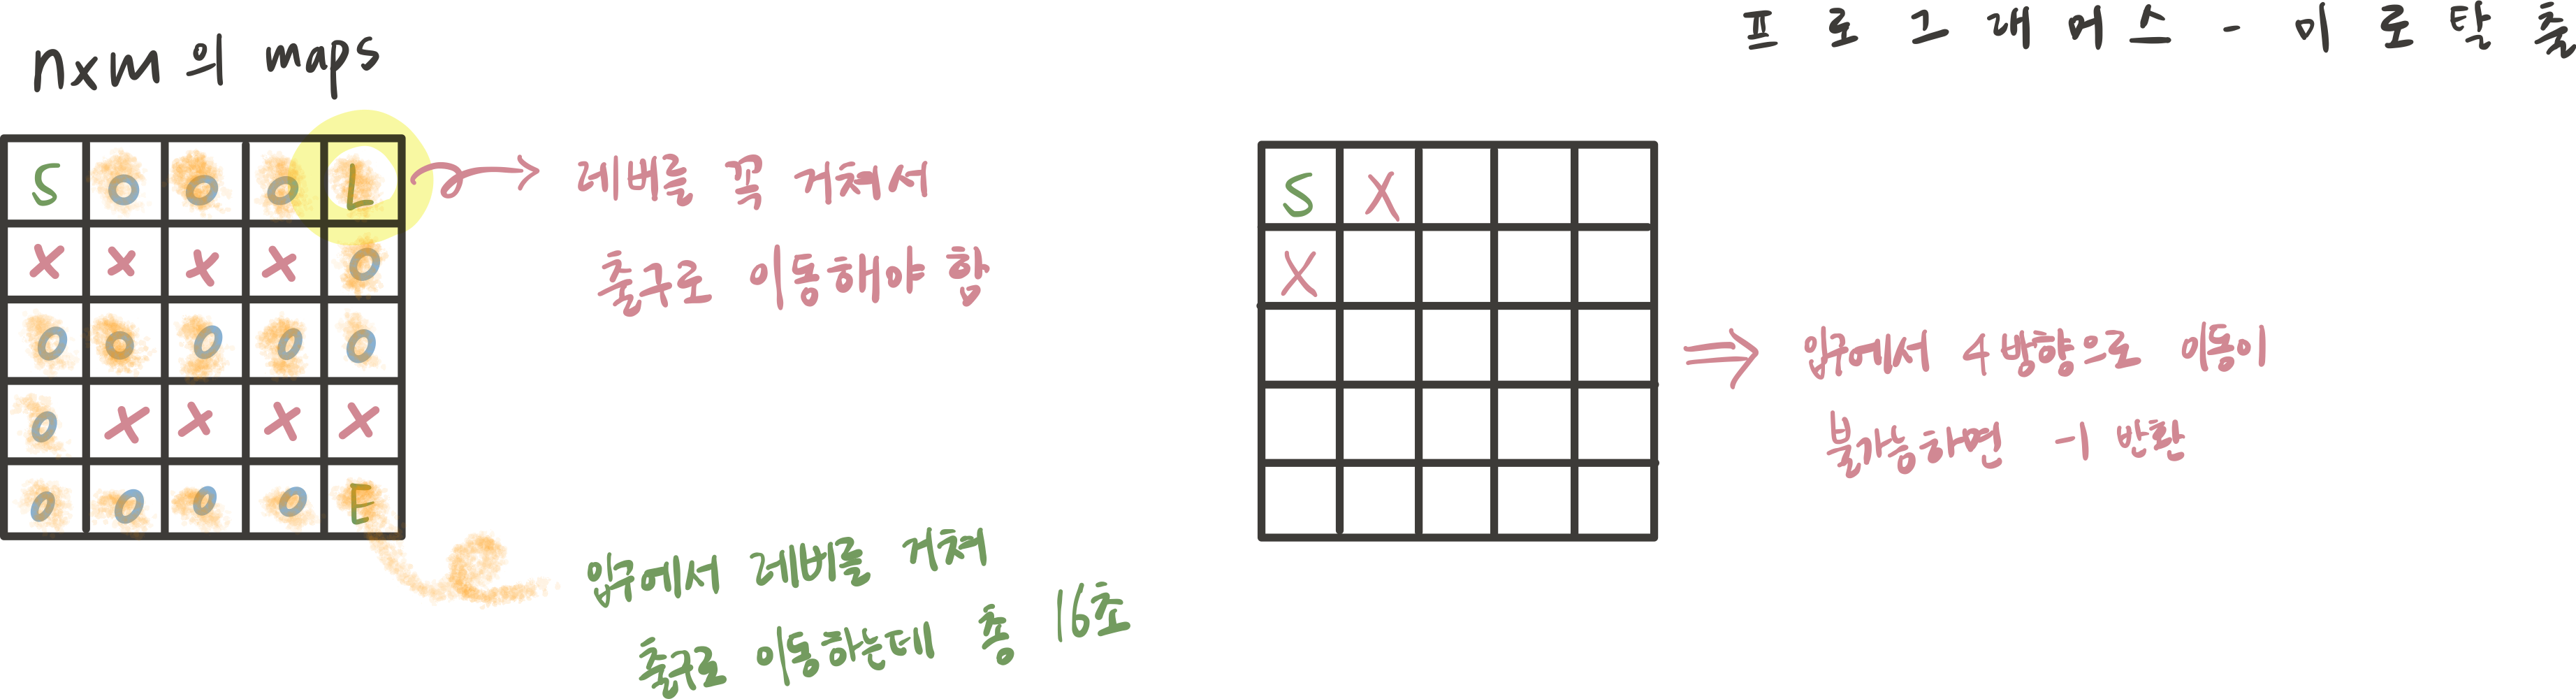 프로그래머스 - 미로탈출
nxm의 maps
S O O O L
X X X X O
O O O O O
O X X X X
O O O O E
레버를 꼭 거쳐서
출구로 이동해야 함
입구에서 레버를 거쳐
출구로 이동하는데 총 16초
S X
X
입구에서 4방향으로 이동이
불가능하면 -1 반환